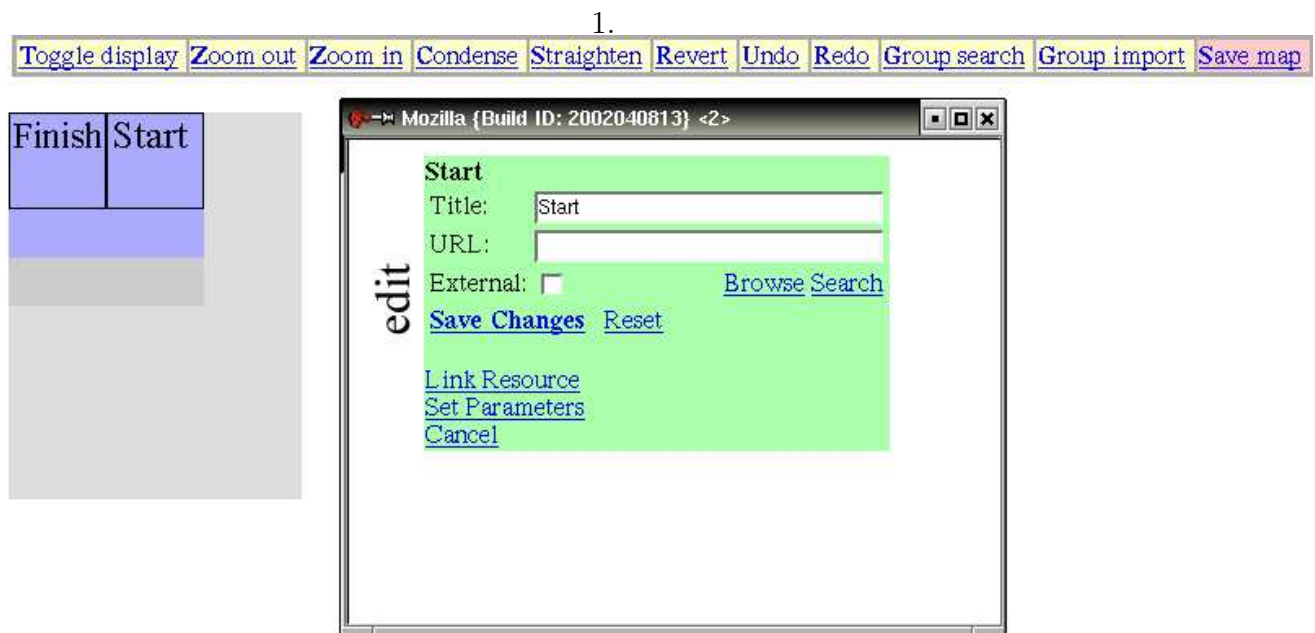 1.
Toggle display Zoom out Zoom in Condense Straighten Revert Undo Redo Group search Group import Save map
Finish Start
Mozilla {Build ID: 2002040813} <2>
edit
Start
Title: Start
URL:
External: Browse Search
Save Changes Reset
Link Resource
Set Parameters
Cancel